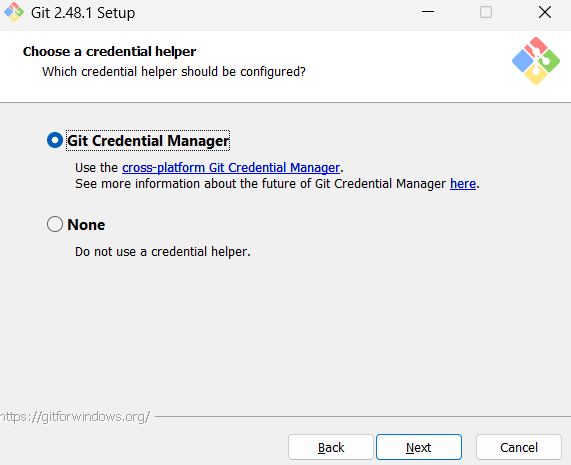 Git 2.48.1 Setup
Choose a credential helper
Which credential helper should be configured?
Git Credential Manager
Use the cross-platform Git Credential Manager.
See more information about the future of Git Credential Manager here.
None
Do not use a credential helper.
https://gitforwindows.org/
Back Next Cancel